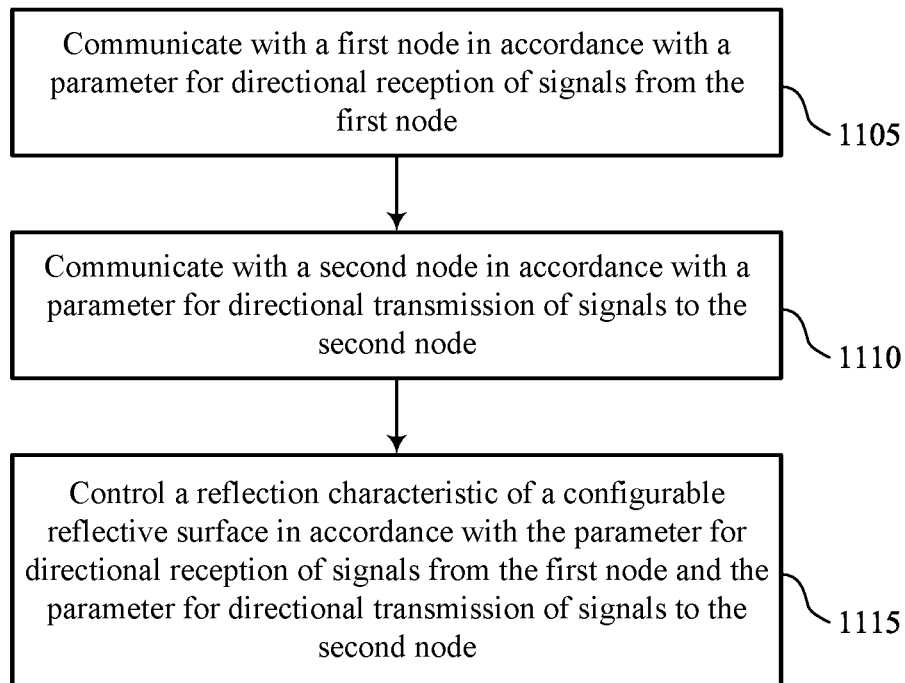 Communicate with a first node in accordance with a
parameter for directional reception of signals from the
first node
1105
Communicate with a second node in accordance with a
parameter for directional transmission of signals to the
second node
1110
Control a reflection characteristic of a configurable
reflective surface in accordance with the parameter for
directional reception of signals from the first node and the
parameter for directional transmission of signals to the
second node
1115